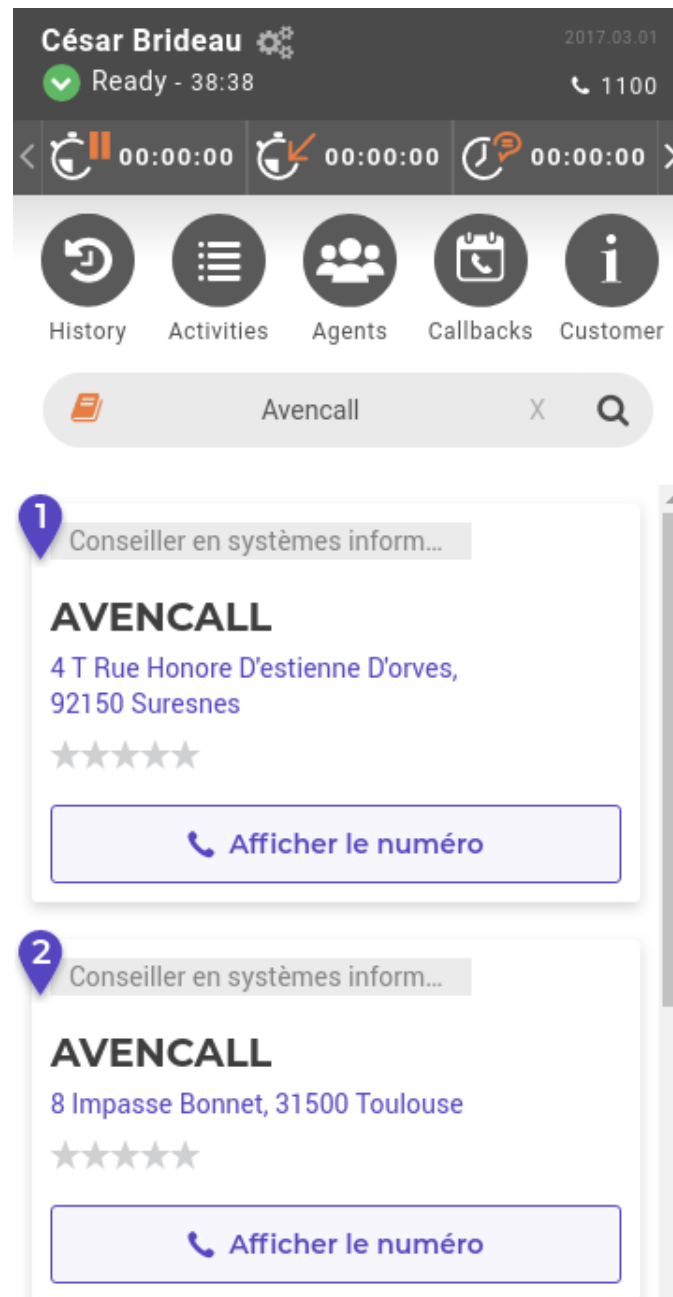 César Brideau
2017.03.01
Ready - 38:38
1100
00:00:00 00:00:00 00:00:00
History Activities Agents Callbacks Customer
Avencall X
1
Conseiller en systèmes inform...
AVENCALL
4 T Rue Honore D'estienne D'orves,
92150 Suresnes
Afficher le numéro
2
Conseiller en systèmes inform...
AVENCALL
8 Impasse Bonnet, 31500 Toulouse
Afficher le numéro